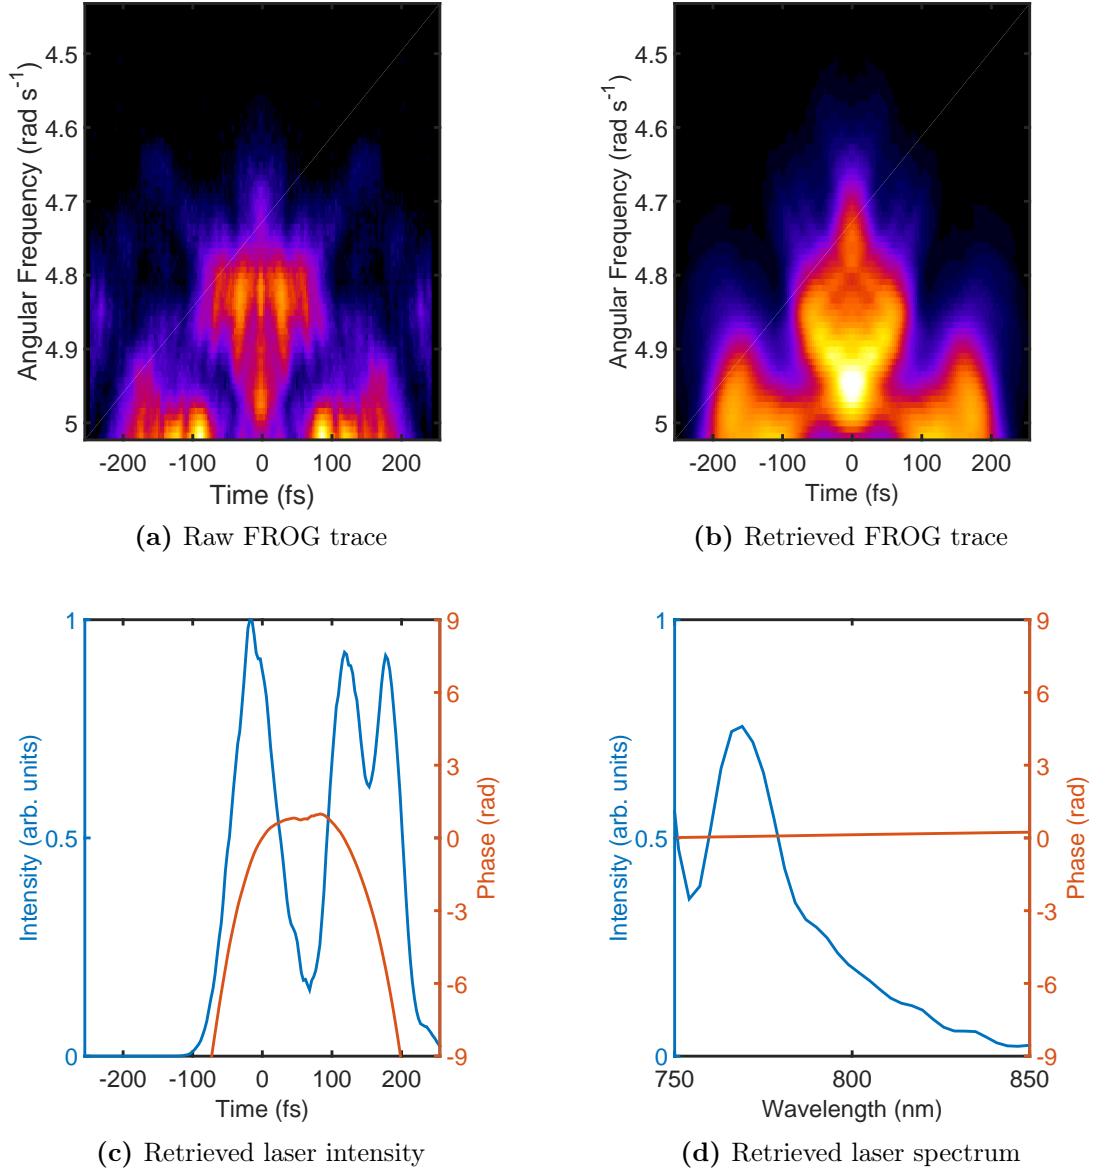 4.5
4.6
4.7
4.8
4.9
5
Angular Frequency (rad s⁻¹)
-200 -100 0 100 200
Time (fs)
(a) Raw FROG trace
4.5
4.6
4.7
4.8
4.9
5
Angular Frequency (rad s⁻¹)
-200 -100 0 100 200
Time (fs)
(b) Retrieved FROG trace
1
0.5
0
Intensity (arb. units)
9
6
3
0
-3
-6
-9
Phase (rad)
-200 -100 0 100 200
Time (fs)
(c) Retrieved laser intensity
1
0.5
0
Intensity (arb. units)
9
6
3
0
-3
-6
-9
Phase (rad)
750 800 850
Wavelength (nm)
(d) Retrieved laser spectrum